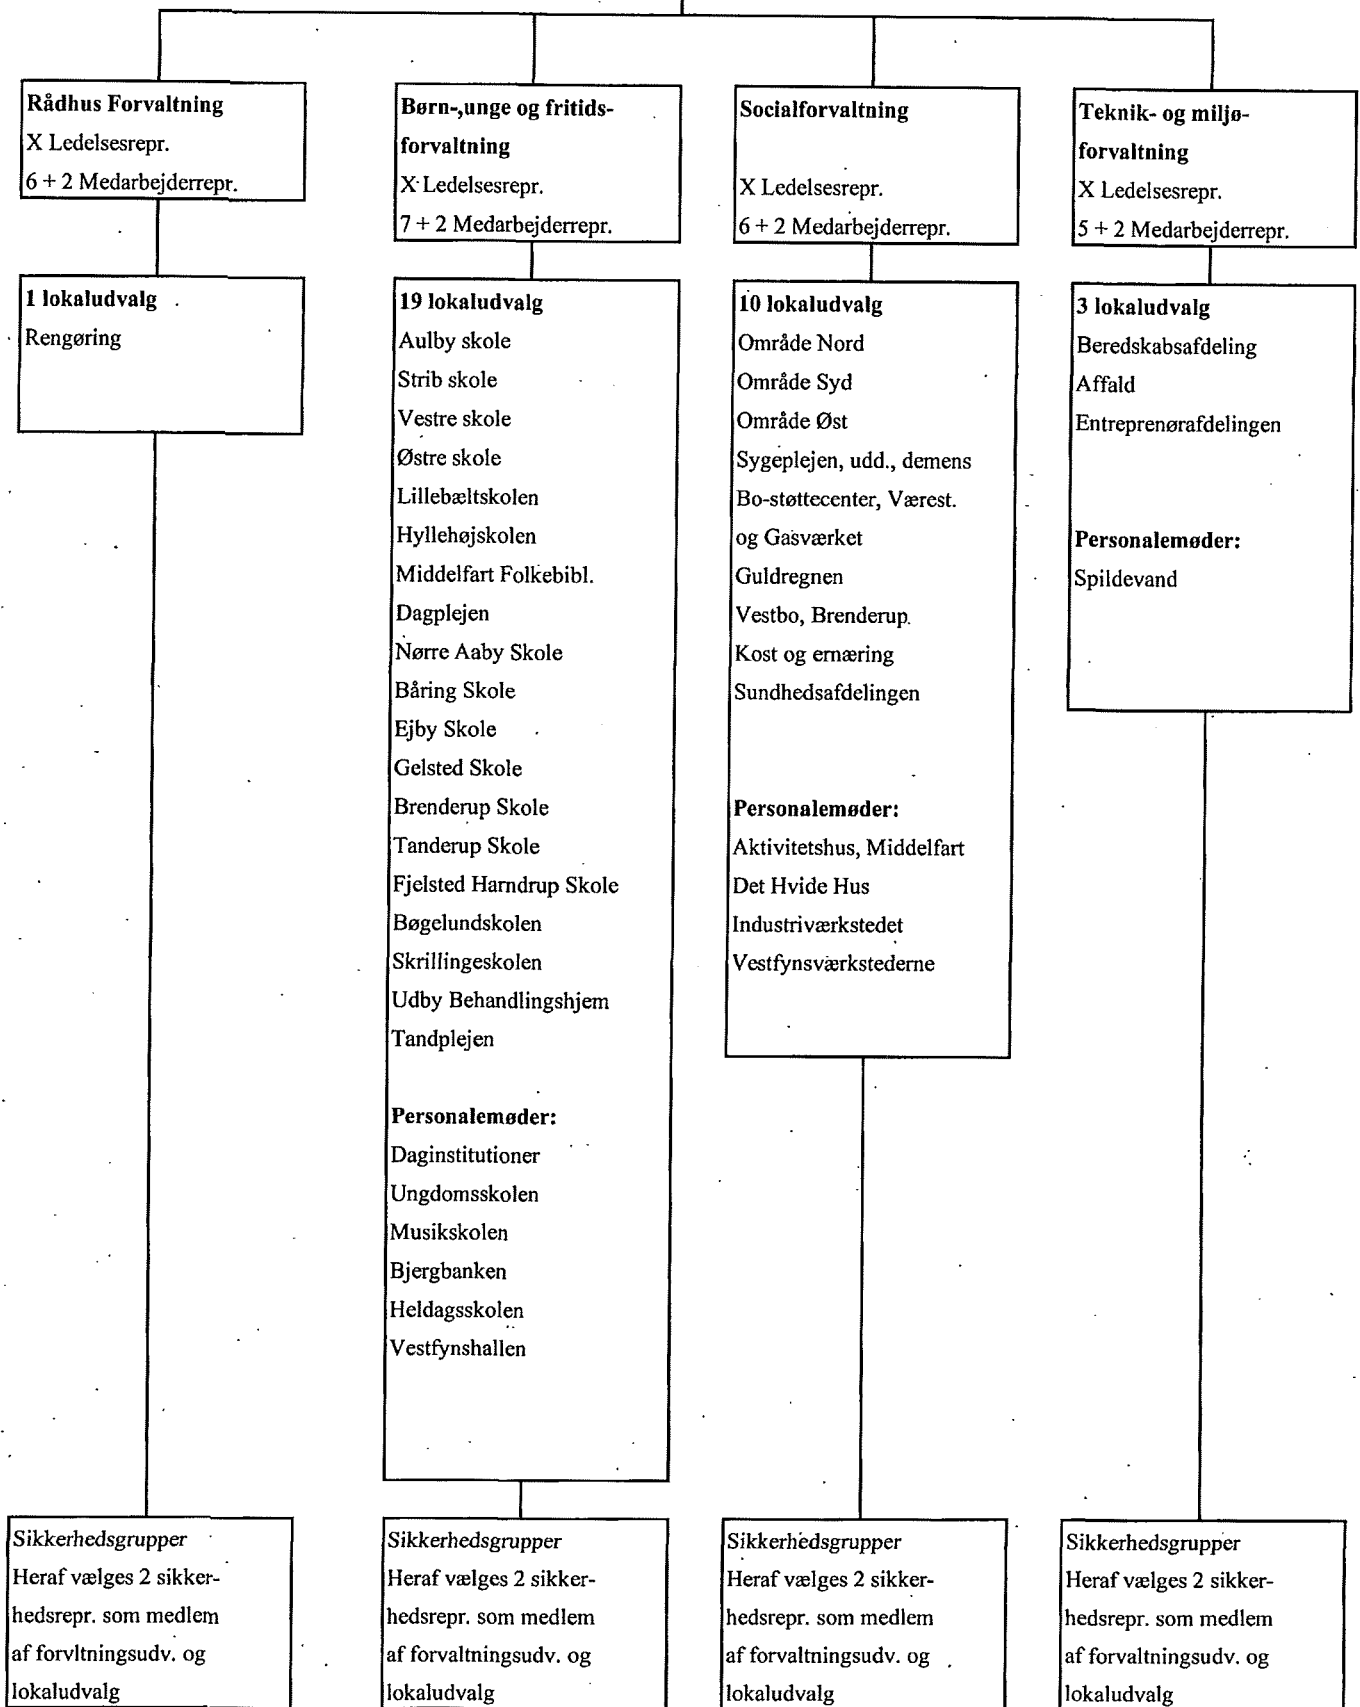 Rådhus Forvaltning
X Ledelsesrepr.
6 + 2 Medarbejderrepr.
Børn-,unge og fritids-
forvaltning
X Ledelsesrepr.
7 + 2 Medarbejderrepr.
Socialforvaltning
X Ledelsesrepr.
6 + 2 Medarbejderrepr.
Teknik- og miljø-
forvaltning
X Ledelsesrepr.
5 + 2 Medarbejderrepr.
1 lokaludvalg
Rengøring
19 lokaludvalg
Aulby skole
Strib skole
Vestre skole
Østre skole
Lillebæltskolen
Hyllehøjskolen
Middelfart Folkebibl.
Dagplejen
Nørre Aaby Skole
Båring Skole
Ejby Skole
Gelsted Skole
Brenderup Skole
Tanderup Skole
Fjelsted Harndrup Skole
Bøgelundskolen
Skrillingeskolen
Udby Behandlingshjem
Tandplejen
Personalemøder:
Daginstitutioner
Ungdomsskolen
Musikskolen
Bjergbanken
Heldagsskolen
Vestfynshallen
10 lokaludvalg
Område Nord
Område Syd
Område Øst
Sygeplejen, udd., demens
Bo-støttecenter, Værest.
og Gasværket
Guldregnen
Vestbo, Brenderup
Kost og ernæring
Sundhedsafdelingen
Personalemøder:
Aktivitetshus, Middelfart
Det Hvide Hus
Industriværkstedet
Vestfynsværkstederne
3 lokaludvalg
Beredskabsafdeling
Affald
Entreprenørafdelingen
Personalemøder:
Spildevand
Sikkerhedsgrupper
Heraf vælges 2 sikker-
hedsrepr. som medlem
af forvltningsudv. og
lokaludvalg
Sikkerhedsgrupper
Heraf vælges 2 sikker-
hedsrepr. som medlem
af forvaltningsudv. og
lokaludvalg
Sikkerhedsgrupper
Heraf vælges 2 sikker-
hedsrepr. som medlem
af forvaltningsudv. og
lokaludvalg
Sikkerhedsgrupper
Heraf vælges 2 sikker-
hedsrepr. som medlem
af forvaltningsudv. og
lokaludvalg